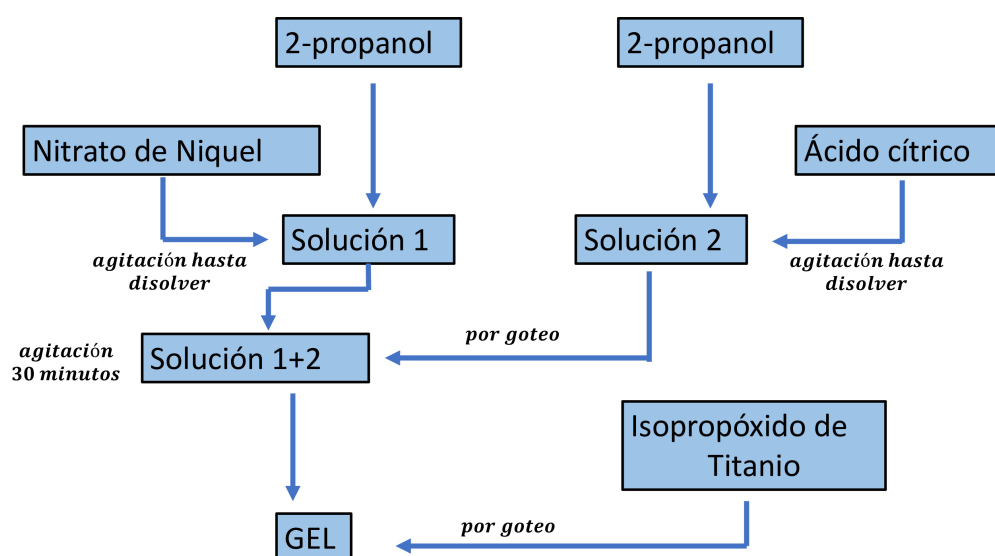 2-propanol
2-propanol
Nitrato de Niquel
Ácido cítrico
Solución 1
Solución 2
agitación hasta
disolver
agitación hasta
disolver
Solución 1+2
por goteo
agitación
30 minutos
Isopropóxido de
Titanio
GEL
por goteo